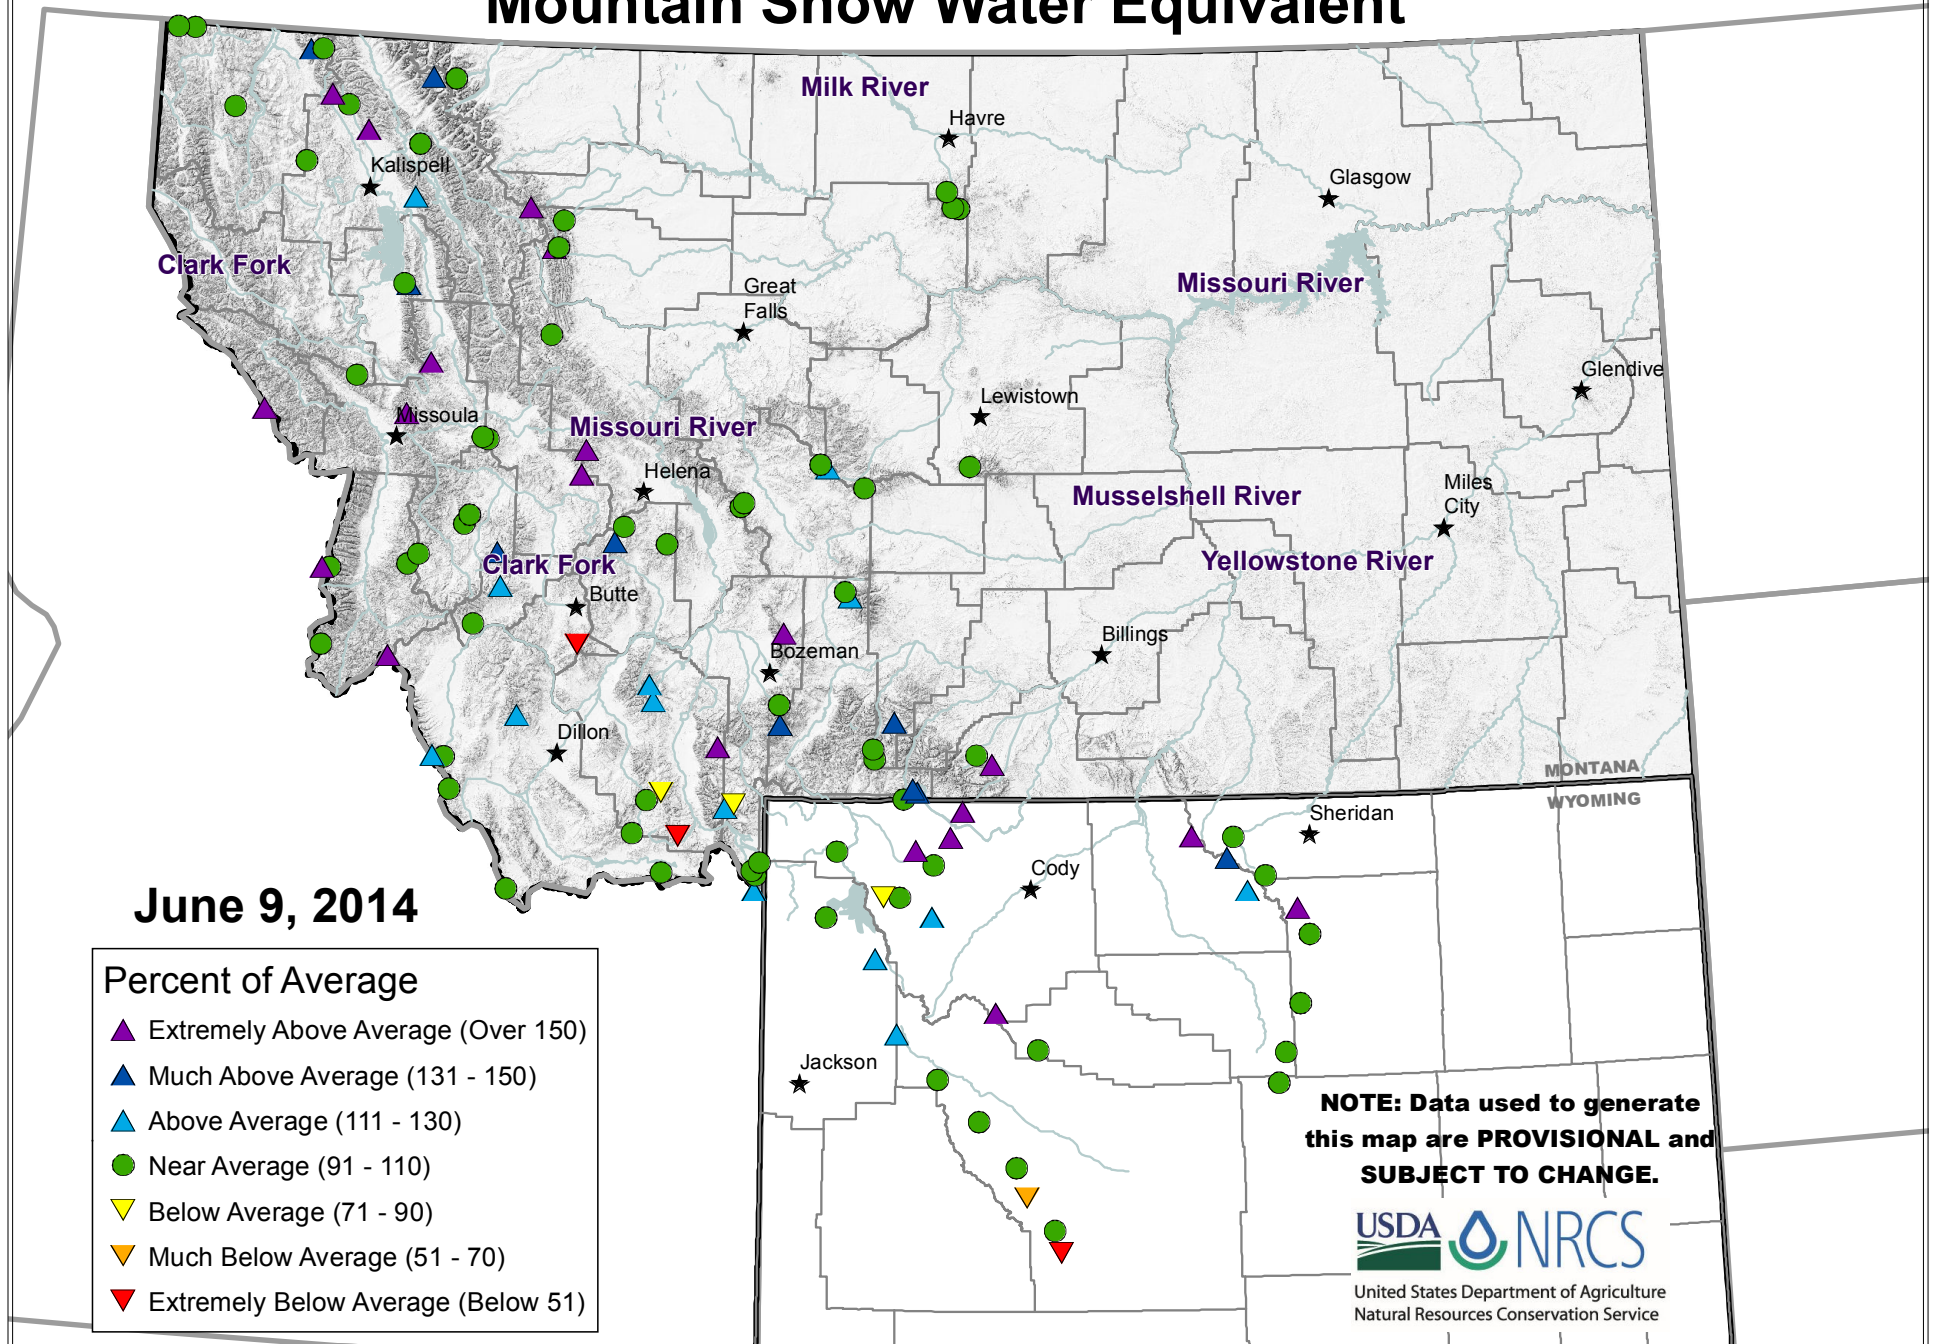 Mountain Snow Water Equivalent
Milk River
Havre
Kalispell
Glasgow
Clark Fork
Missouri River
Great
Falls
Glendive
Lewistown
Missoula
Missouri River
Helena
Miles
City
Musselshell River
Yellowstone River
Clark Fork
Butte
Billings
Bozeman
Dillon
MONTANA
WYOMING
Sheridan
Cody
Jackson
June 9, 2014
Percent of Average
Extremely Above Average (Over 150)
Much Above Average (131 - 150)
Above Average (111 - 130)
Near Average (91 - 110)
Below Average (71 - 90)
Much Below Average (51 - 70)
Extremely Below Average (Below 51)
NOTE: Data used to generate
this map are PROVISIONAL and
SUBJECT TO CHANGE.
USDA NRCS
United States Department of Agriculture
Natural Resources Conservation Service